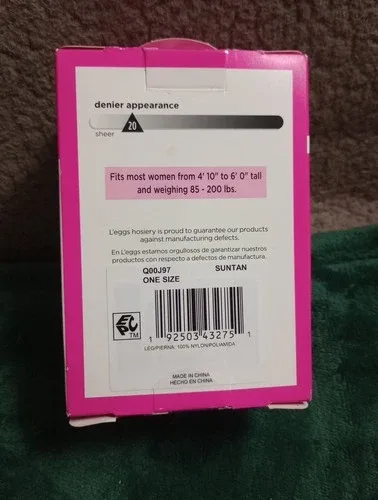 denier appearance
20
sheer
Fits most women from 4' 10" to 6' 0" tall
and weighing 85 - 200 lbs.
L'eggs hosiery is proud to guarantee our products
against manufacturing defects.
En L'eggs estamos orgullosos de garantizar nuestros
productos con respecto a defectos de manufactura.
Q00J97 SUNTAN
ONE SIZE
EPC TM
1 92503 43275 1
LEG/PIERNA: 100% NYLON/POLIAMIDA
MADE IN CHINA
HECHO EN CHINA